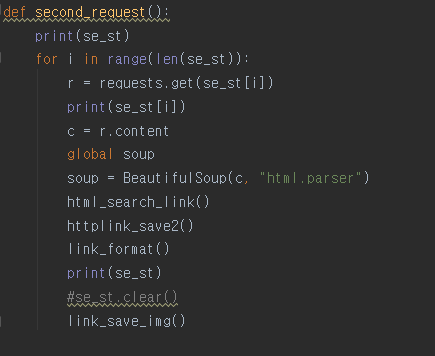 def second_request():
    print(se_st)
    for i in range(len(se_st)):
        r = requests.get(se_st[i])
        print(se_st[i])
        c = r.content
        global soup
        soup = BeautifulSoup(c, "html.parser")
        html_search_link()
        httplink_save2()
        link_format()
        print(se_st)
        #se_st.clear()
        link_save_img()